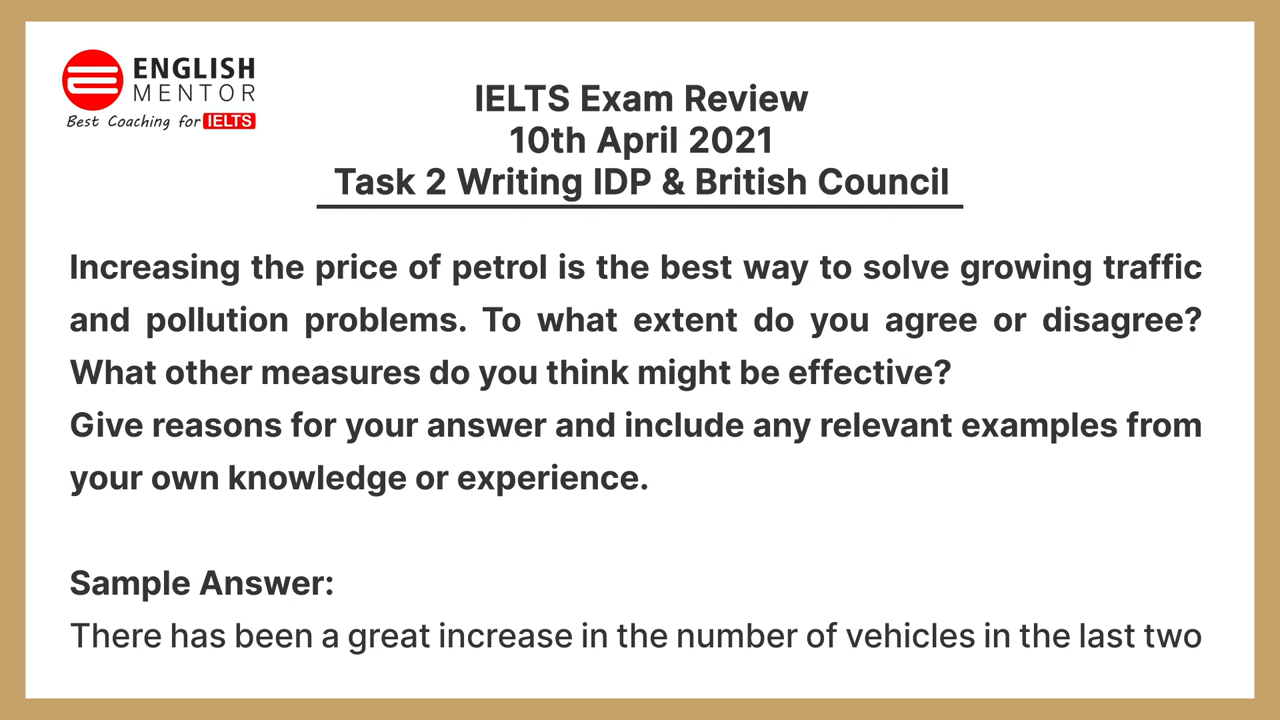 ENGLISH
MENTOR
Best Coaching for IELTS
IELTS Exam Review
10th April 2021
Task 2 Writing IDP & British Council
Increasing the price of petrol is the best way to solve growing traffic
and pollution problems. To what extent do you agree or disagree?
What other measures do you think might be effective?
Give reasons for your answer and include any relevant examples from
your own knowledge or experience.
Sample Answer:
There has been a great increase in the number of vehicles in the last two